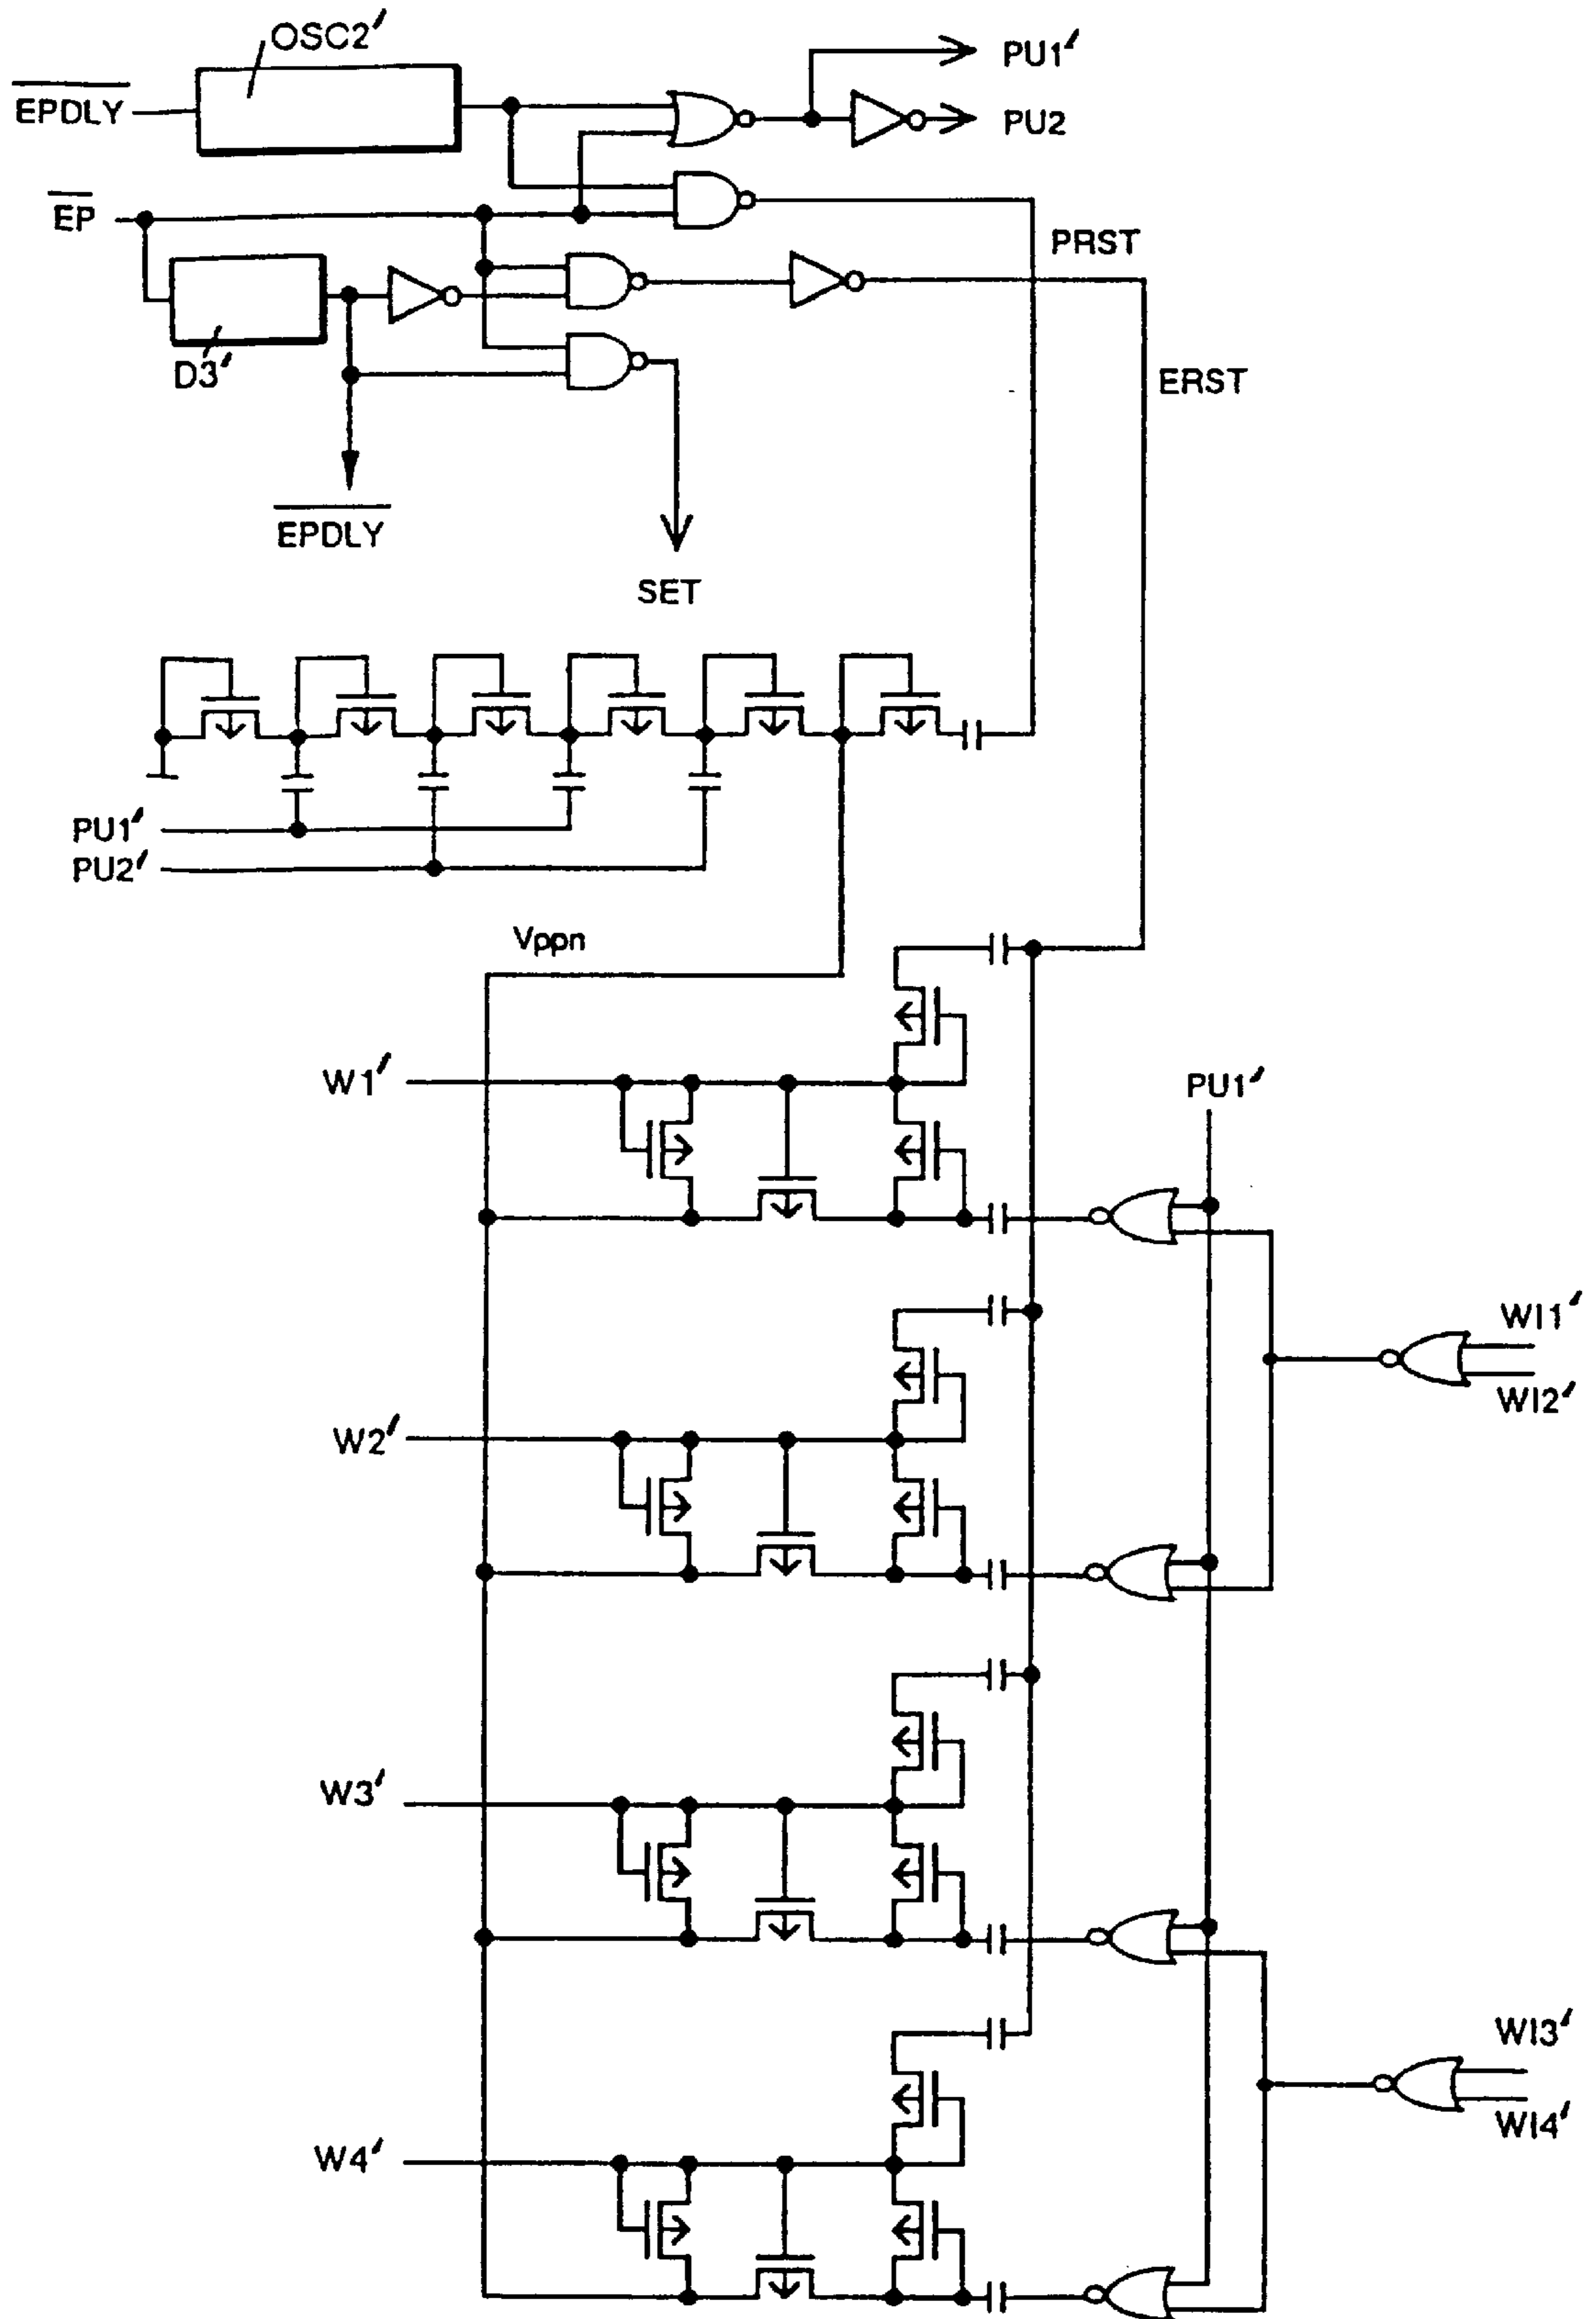 OSC2′
EPDLY
PU1′
PU2
EP
PRST
D3′
ERST
EPDLY
SET
PU1′
PU2′
Vppn
W1′
PU1′
WI1′
WI2′
W2′
W3′
WI3′
WI4′
W4′